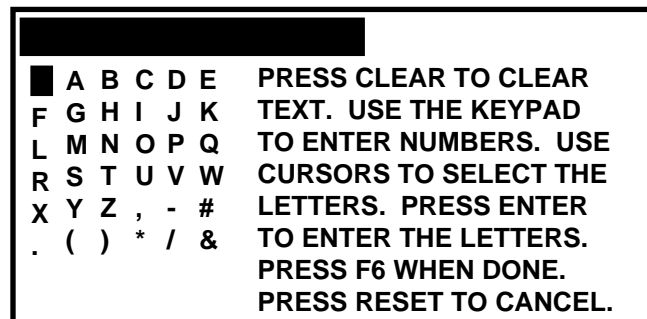 A B C D E PRESS CLEAR TO CLEAR
F G H I J K TEXT. USE THE KEYPAD
L M N O P Q TO ENTER NUMBERS. USE
R S T U V W CURSORS TO SELECT THE
X Y Z , - # LETTERS. PRESS ENTER
. ( ) * / & TO ENTER THE LETTERS.
PRESS F6 WHEN DONE.
PRESS RESET TO CANCEL.